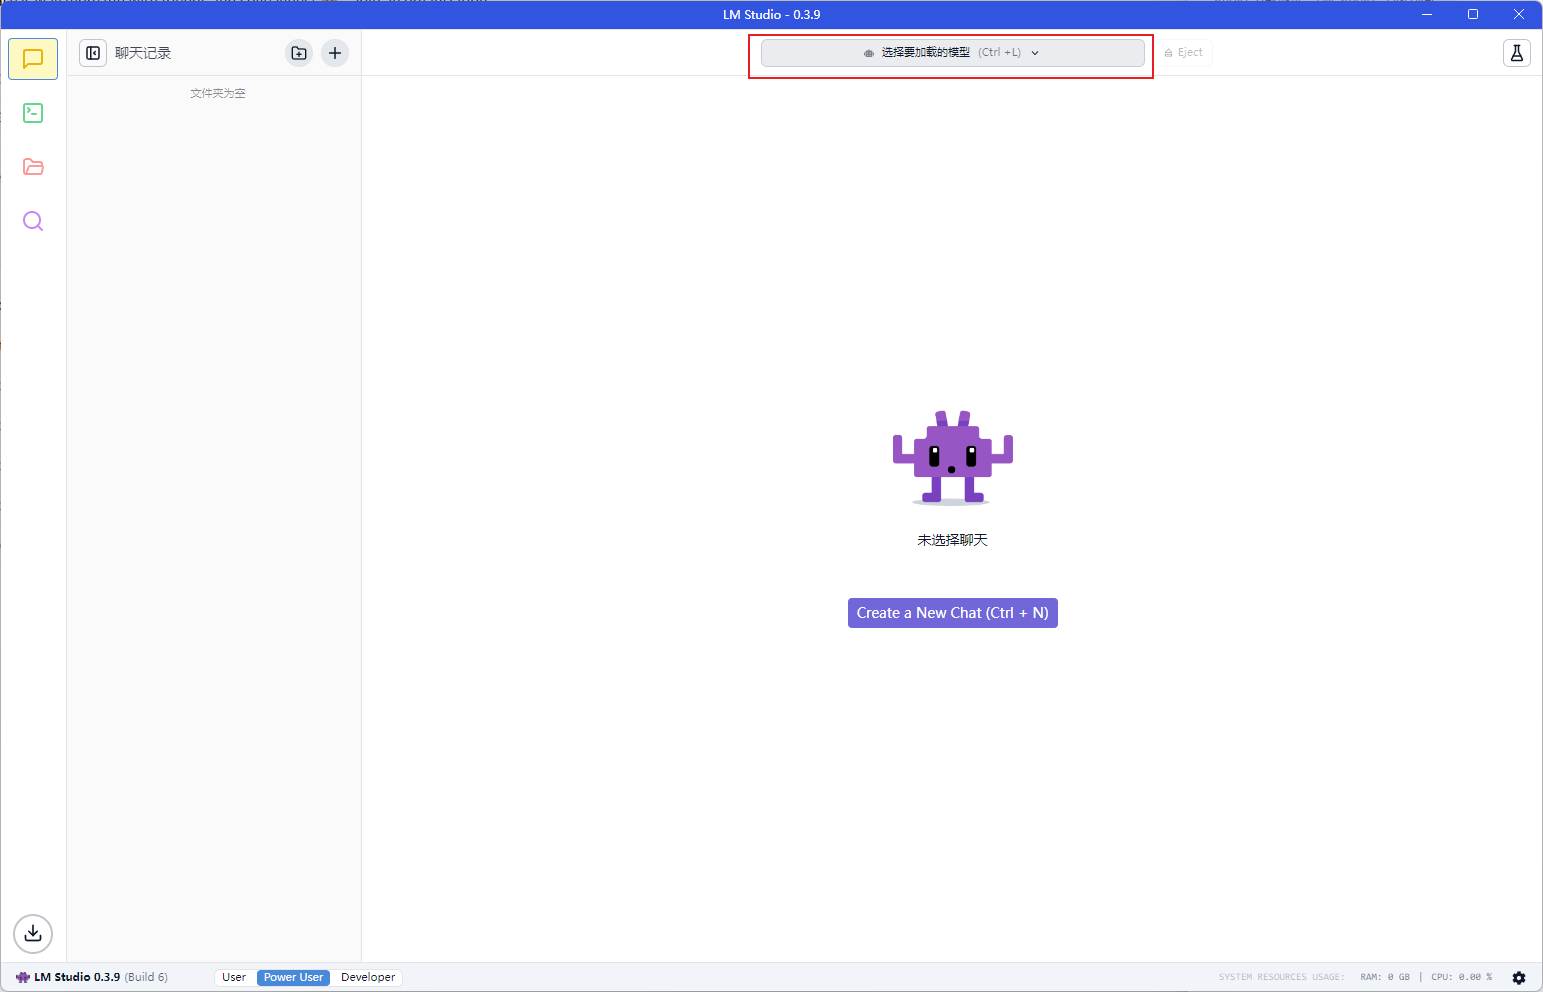 LM Studio - 0.3.9
聊天记录
选择要加载的模型 (Ctrl +L)
Eject
文件夹为空
未选择聊天
Create a New Chat (Ctrl + N)
LM Studio 0.3.9 (Build 6)
User Power User Developer
SYSTEM RESOURCES USAGE: RAM: 0 GB | CPU: 0.00 %